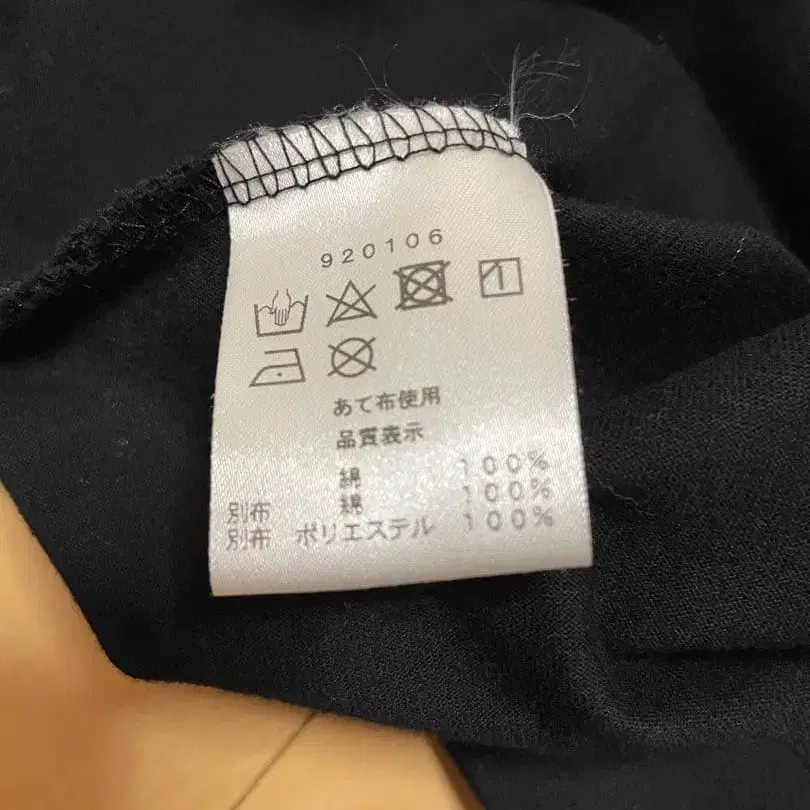 920106
あて布使用
品質表示
綿 100%
別布 綿 100%
別布 ポリエステル 100%